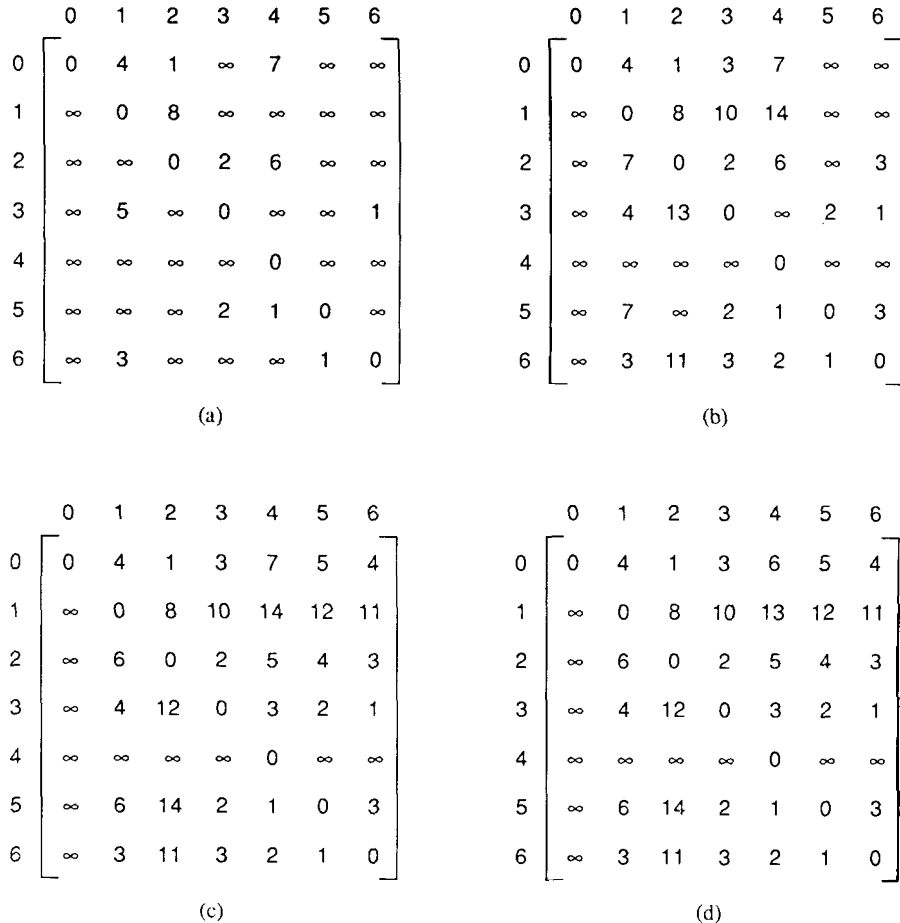 0 1 2 3 4 5 6
0 0 4 1 ∞ 7 ∞ ∞
1 ∞ 0 8 ∞ ∞ ∞ ∞
2 ∞ ∞ 0 2 6 ∞ ∞
3 ∞ 5 ∞ 0 ∞ ∞ 1
4 ∞ ∞ ∞ ∞ 0 ∞ ∞
5 ∞ ∞ ∞ 2 1 0 ∞
6 ∞ 3 ∞ ∞ ∞ 1 0
(a)
0 1 2 3 4 5 6
0 0 4 1 3 7 ∞ ∞
1 ∞ 0 8 10 14 ∞ ∞
2 ∞ 7 0 2 6 ∞ 3
3 ∞ 4 13 0 ∞ 2 1
4 ∞ ∞ ∞ ∞ 0 ∞ ∞
5 ∞ 7 ∞ 2 1 0 3
6 ∞ 3 11 3 2 1 0
(b)
0 1 2 3 4 5 6
0 0 4 1 3 7 5 4
1 ∞ 0 8 10 14 12 11
2 ∞ 6 0 2 5 4 3
3 ∞ 4 12 0 3 2 1
4 ∞ ∞ ∞ ∞ 0 ∞ ∞
5 ∞ 6 14 2 1 0 3
6 ∞ 3 11 3 2 1 0
(c)
0 1 2 3 4 5 6
0 0 4 1 3 6 5 4
1 ∞ 0 8 10 13 12 11
2 ∞ 6 0 2 5 4 3
3 ∞ 4 12 0 3 2 1
4 ∞ ∞ ∞ ∞ 0 ∞ ∞
5 ∞ 6 14 2 1 0 3
6 ∞ 3 11 3 2 1 0
(d)